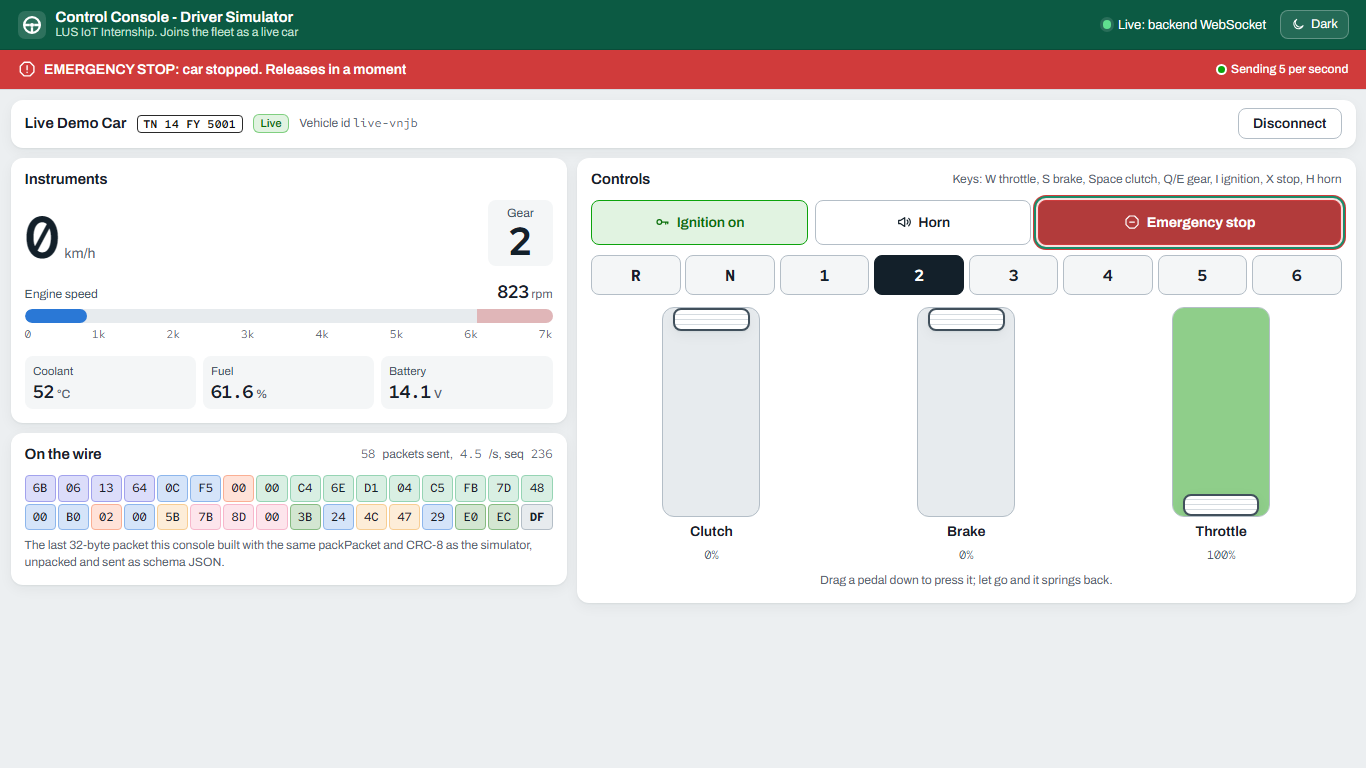 Control Console - Driver Simulator
LUS IoT Internship. Joins the fleet as a live car
Live: backend WebSocket
Dark
EMERGENCY STOP: car stopped. Releases in a moment
Sending 5 per second
Live Demo Car
TN 14 FY 5001
Live
Vehicle id live-vnjb
Disconnect
Instruments
0 km/h
Gear
2
Engine speed
823 rpm
0 1k 2k 3k 4k 5k 6k 7k
Coolant
52 °C
Fuel
61.6 %
Battery
14.1 V
On the wire
58 packets sent, 4.5 /s, seq 236
6B 06 13 64 0C F5 00 00 C4 6E D1 04 C5 FB 7D 48
00 B0 02 00 5B 7B 8D 00 3B 24 4C 47 29 E0 EC DF
The last 32-byte packet this console built with the same packPacket and CRC-8 as the simulator,
unpacked and sent as schema JSON.
Controls
Keys: W throttle, S brake, Space clutch, Q/E gear, I ignition, X stop, H horn
Ignition on
Horn
Emergency stop
R N 1 2 3 4 5 6
Clutch
0%
Brake
0%
Throttle
100%
Drag a pedal down to press it; let go and it springs back.